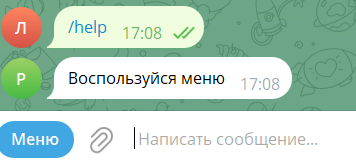 Л
/help 17:08
Р
Воспользуйся меню 17:08
Меню
Написать сообщение...